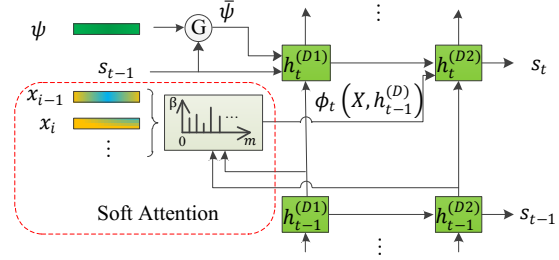 ψ G ψ̄
s_{t-1} h_t^{(D1)} h_t^{(D2)} s_t
x_{i-1} β ϕ_t (X, h_{t-1}^{(D)})
x_i ...
⋮ 0 m
Soft Attention h_{t-1}^{(D1)} h_{t-1}^{(D2)} s_{t-1}